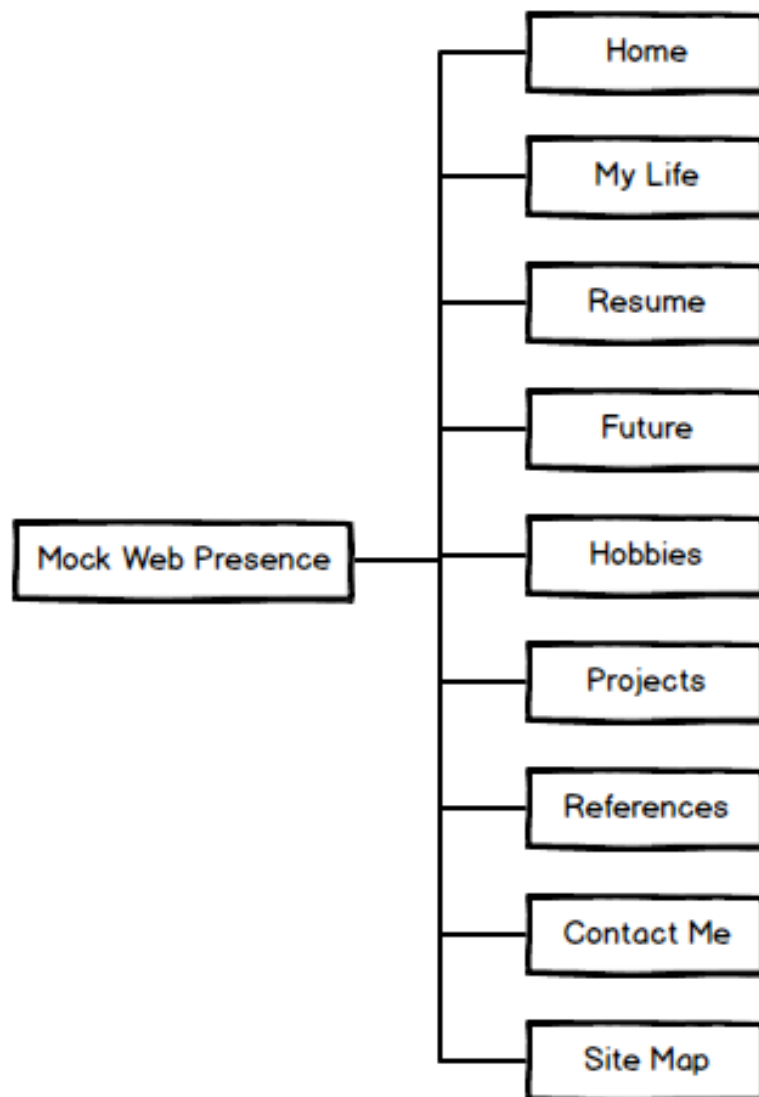 Home
My Life
Resume
Future
Mock Web Presence
Hobbies
Projects
References
Contact Me
Site Map